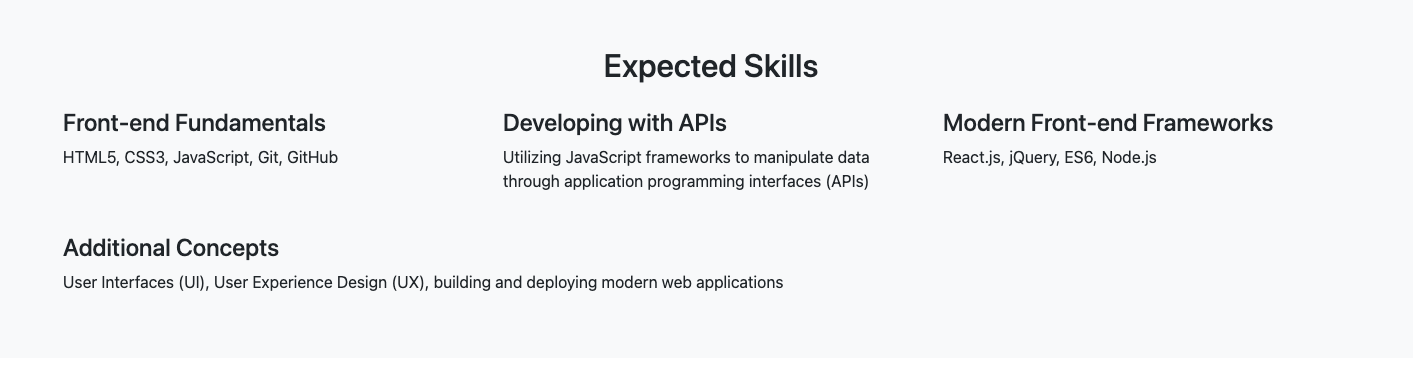 Expected Skills
Front-end Fundamentals
HTML5, CSS3, JavaScript, Git, GitHub
Developing with APIs
Utilizing JavaScript frameworks to manipulate data
through application programming interfaces (APIs)
Modern Front-end Frameworks
React.js, jQuery, ES6, Node.js
Additional Concepts
User Interfaces (UI), User Experience Design (UX), building and deploying modern web applications